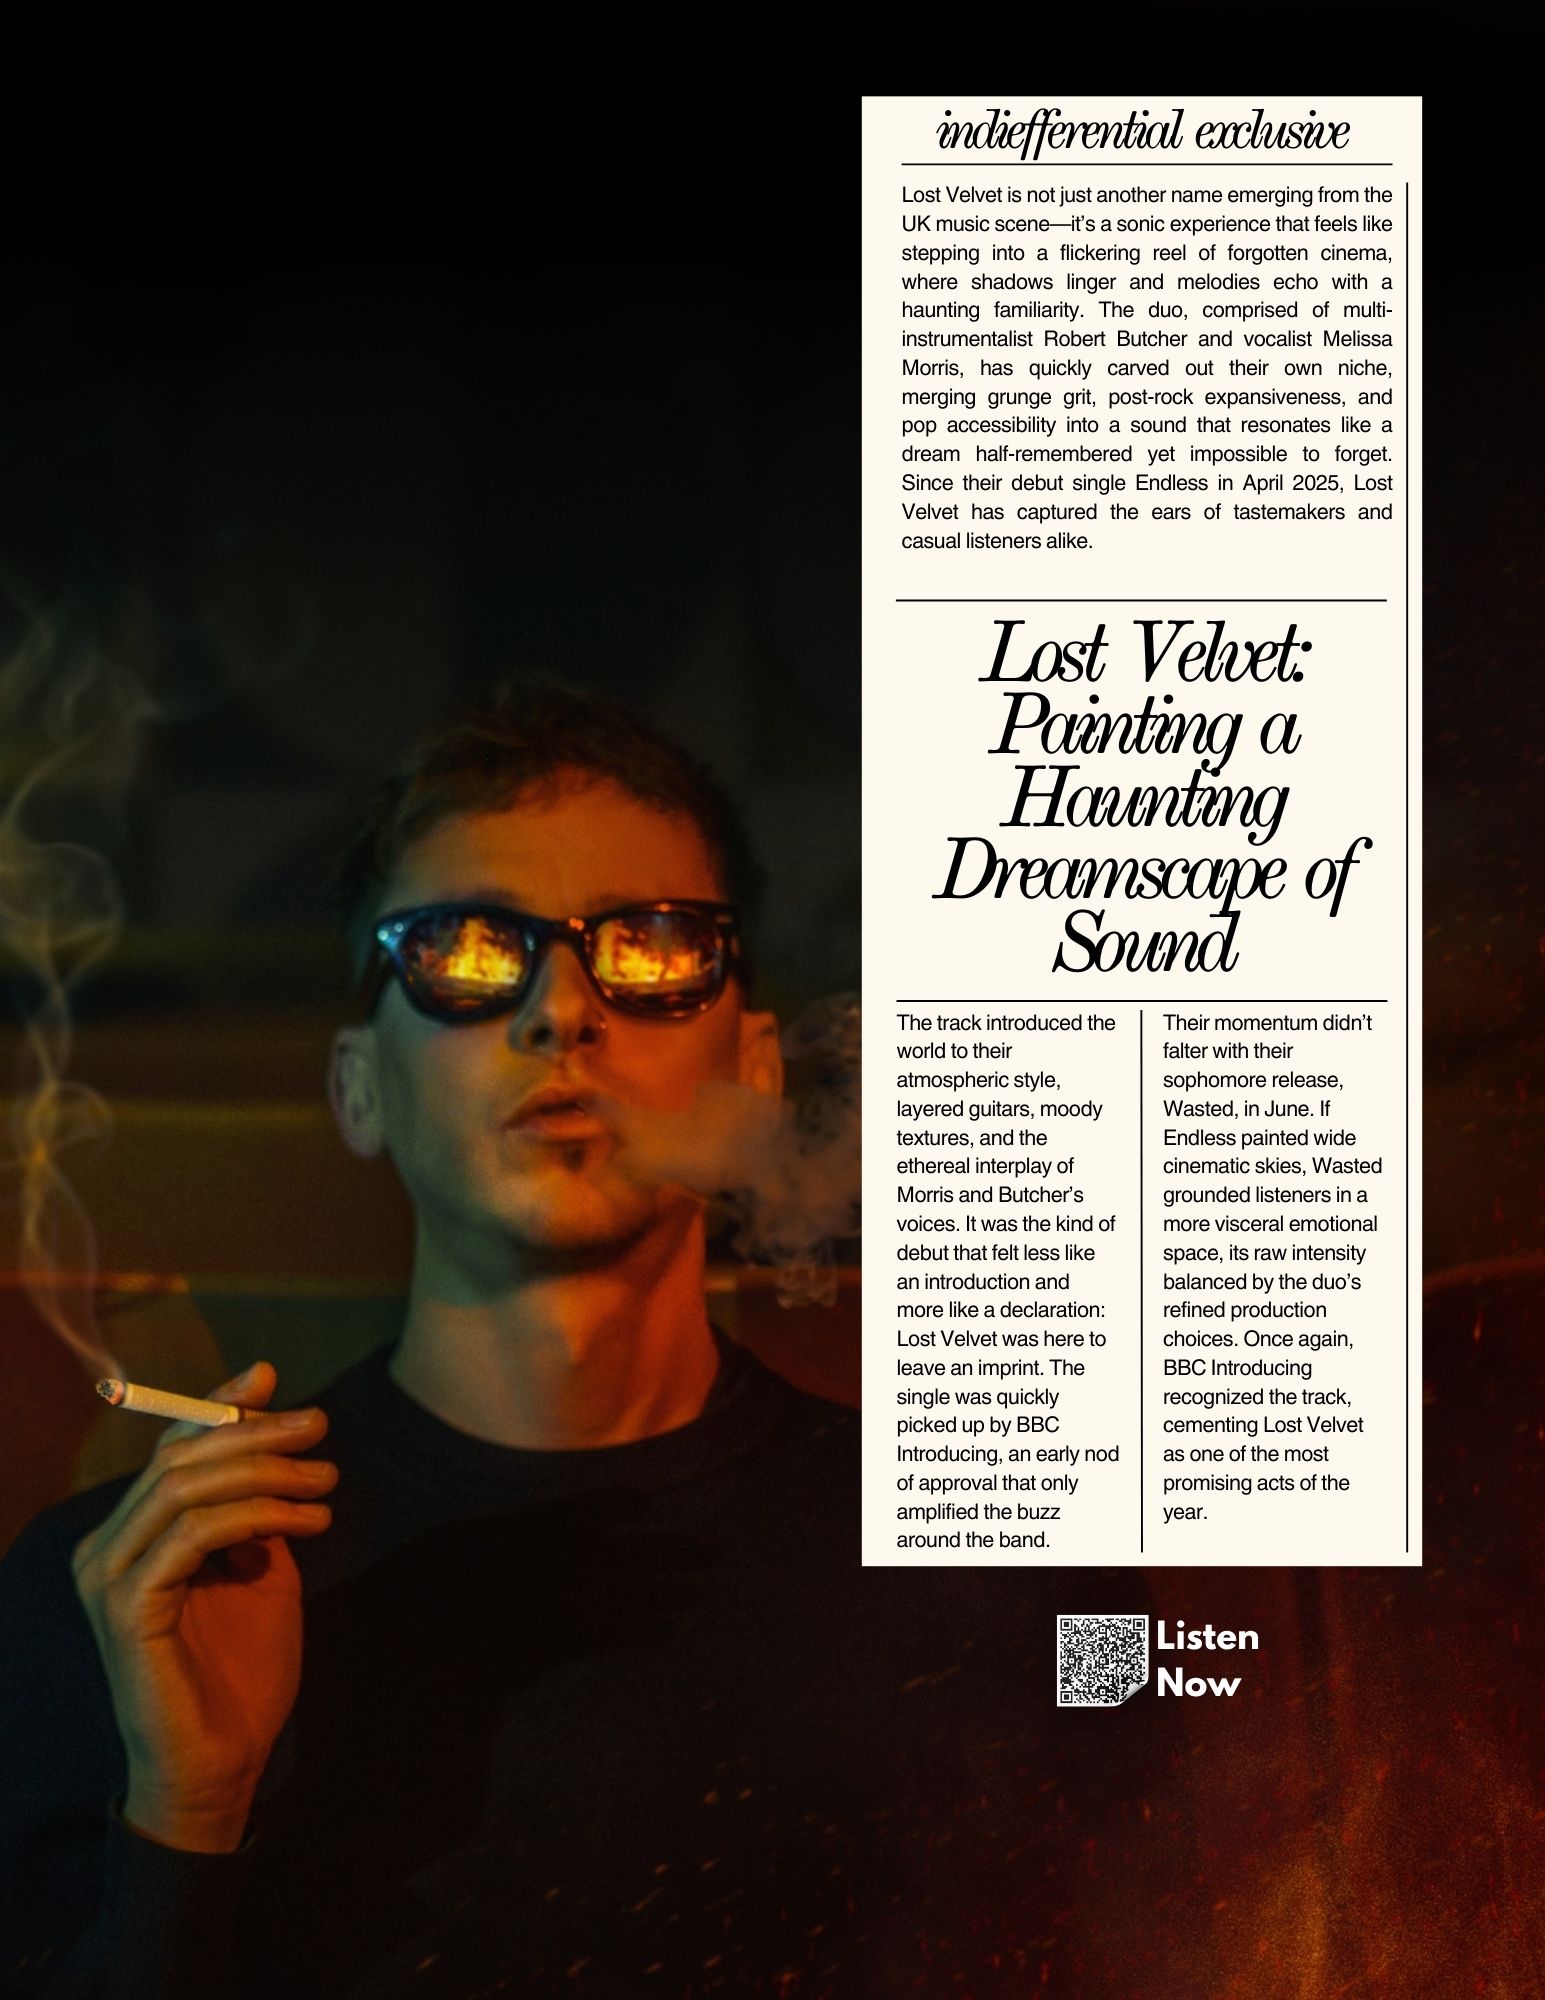 indiefferential exclusive
Lost Velvet is not just another name emerging from the
UK music scene—it’s a sonic experience that feels like
stepping into a flickering reel of forgotten cinema,
where shadows linger and melodies echo with a
haunting familiarity. The duo, comprised of multi-
instrumentalist Robert Butcher and vocalist Melissa
Morris, has quickly carved out their own niche,
merging grunge grit, post-rock expansiveness, and
pop accessibility into a sound that resonates like a
dream half-remembered yet impossible to forget.
Since their debut single Endless in April 2025, Lost
Velvet has captured the ears of tastemakers and
casual listeners alike.
Lost Velvet:
Painting a
Haunting
Dreamscape of
Sound
The track introduced the
world to their
atmospheric style,
layered guitars, moody
textures, and the
ethereal interplay of
Morris and Butcher’s
voices. It was the kind of
debut that felt less like
an introduction and
more like a declaration:
Lost Velvet was here to
leave an imprint. The
single was quickly
picked up by BBC
Introducing, an early nod
of approval that only
amplified the buzz
around the band.
Their momentum didn’t
falter with their
sophomore release,
Wasted, in June. If
Endless painted wide
cinematic skies, Wasted
grounded listeners in a
more visceral emotional
space, its raw intensity
balanced by the duo’s
refined production
choices. Once again,
BBC Introducing
recognized the track,
cementing Lost Velvet
as one of the most
promising acts of the
year.
Listen
Now